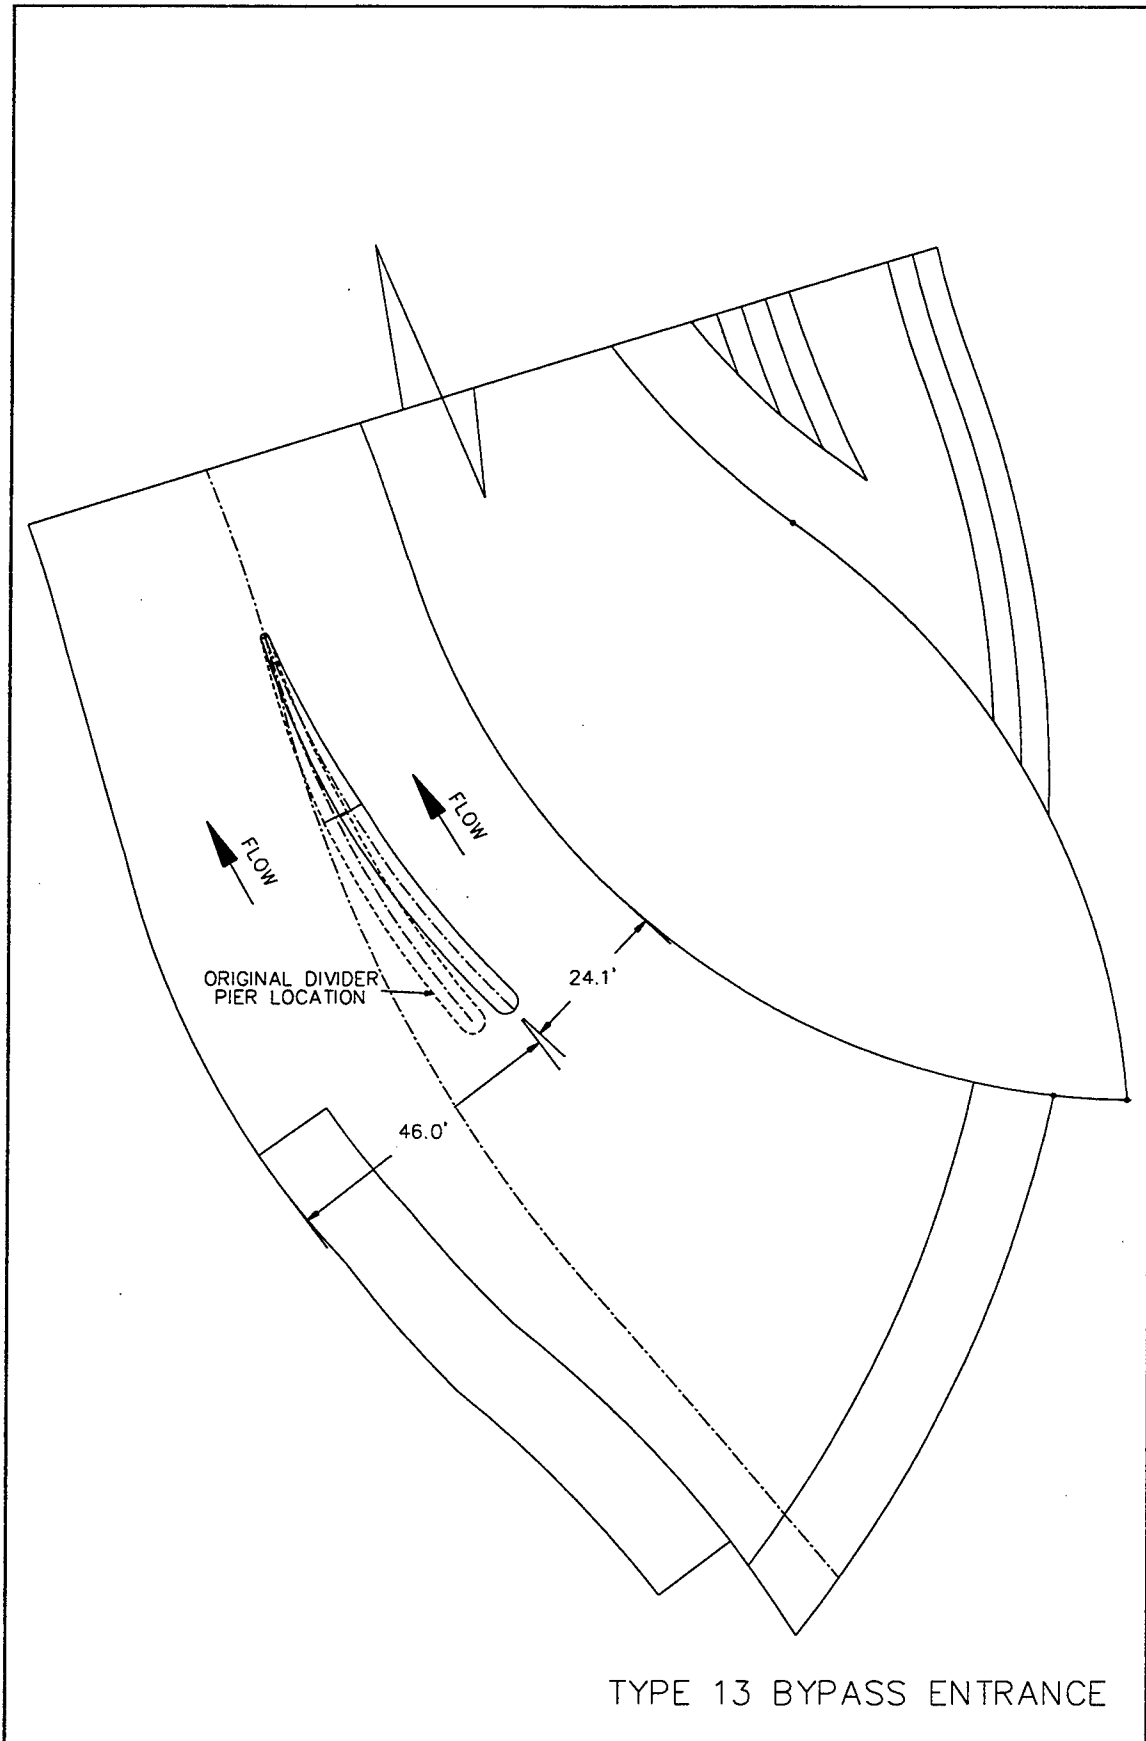 FLOW
FLOW
ORIGINAL DIVIDER
PIER LOCATION
24.1'
46.0'
TYPE 13 BYPASS ENTRANCE